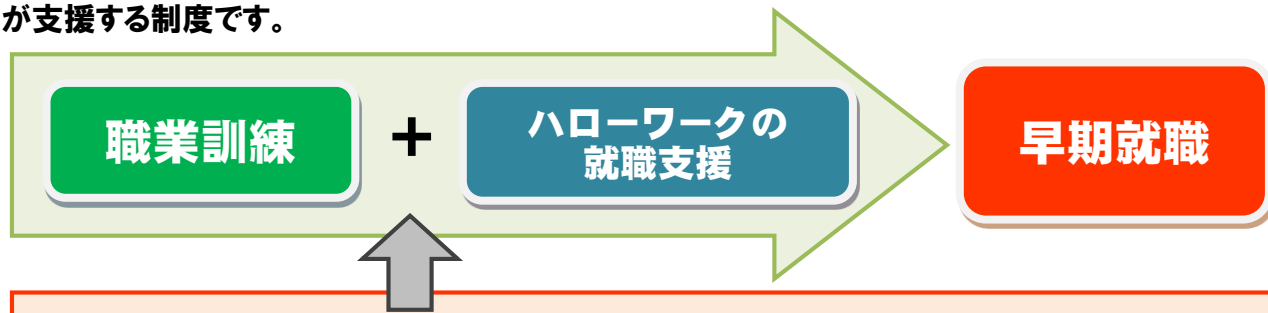 が支援する制度です。
職業訓練
+
ハローワークの
就職支援
早期就職